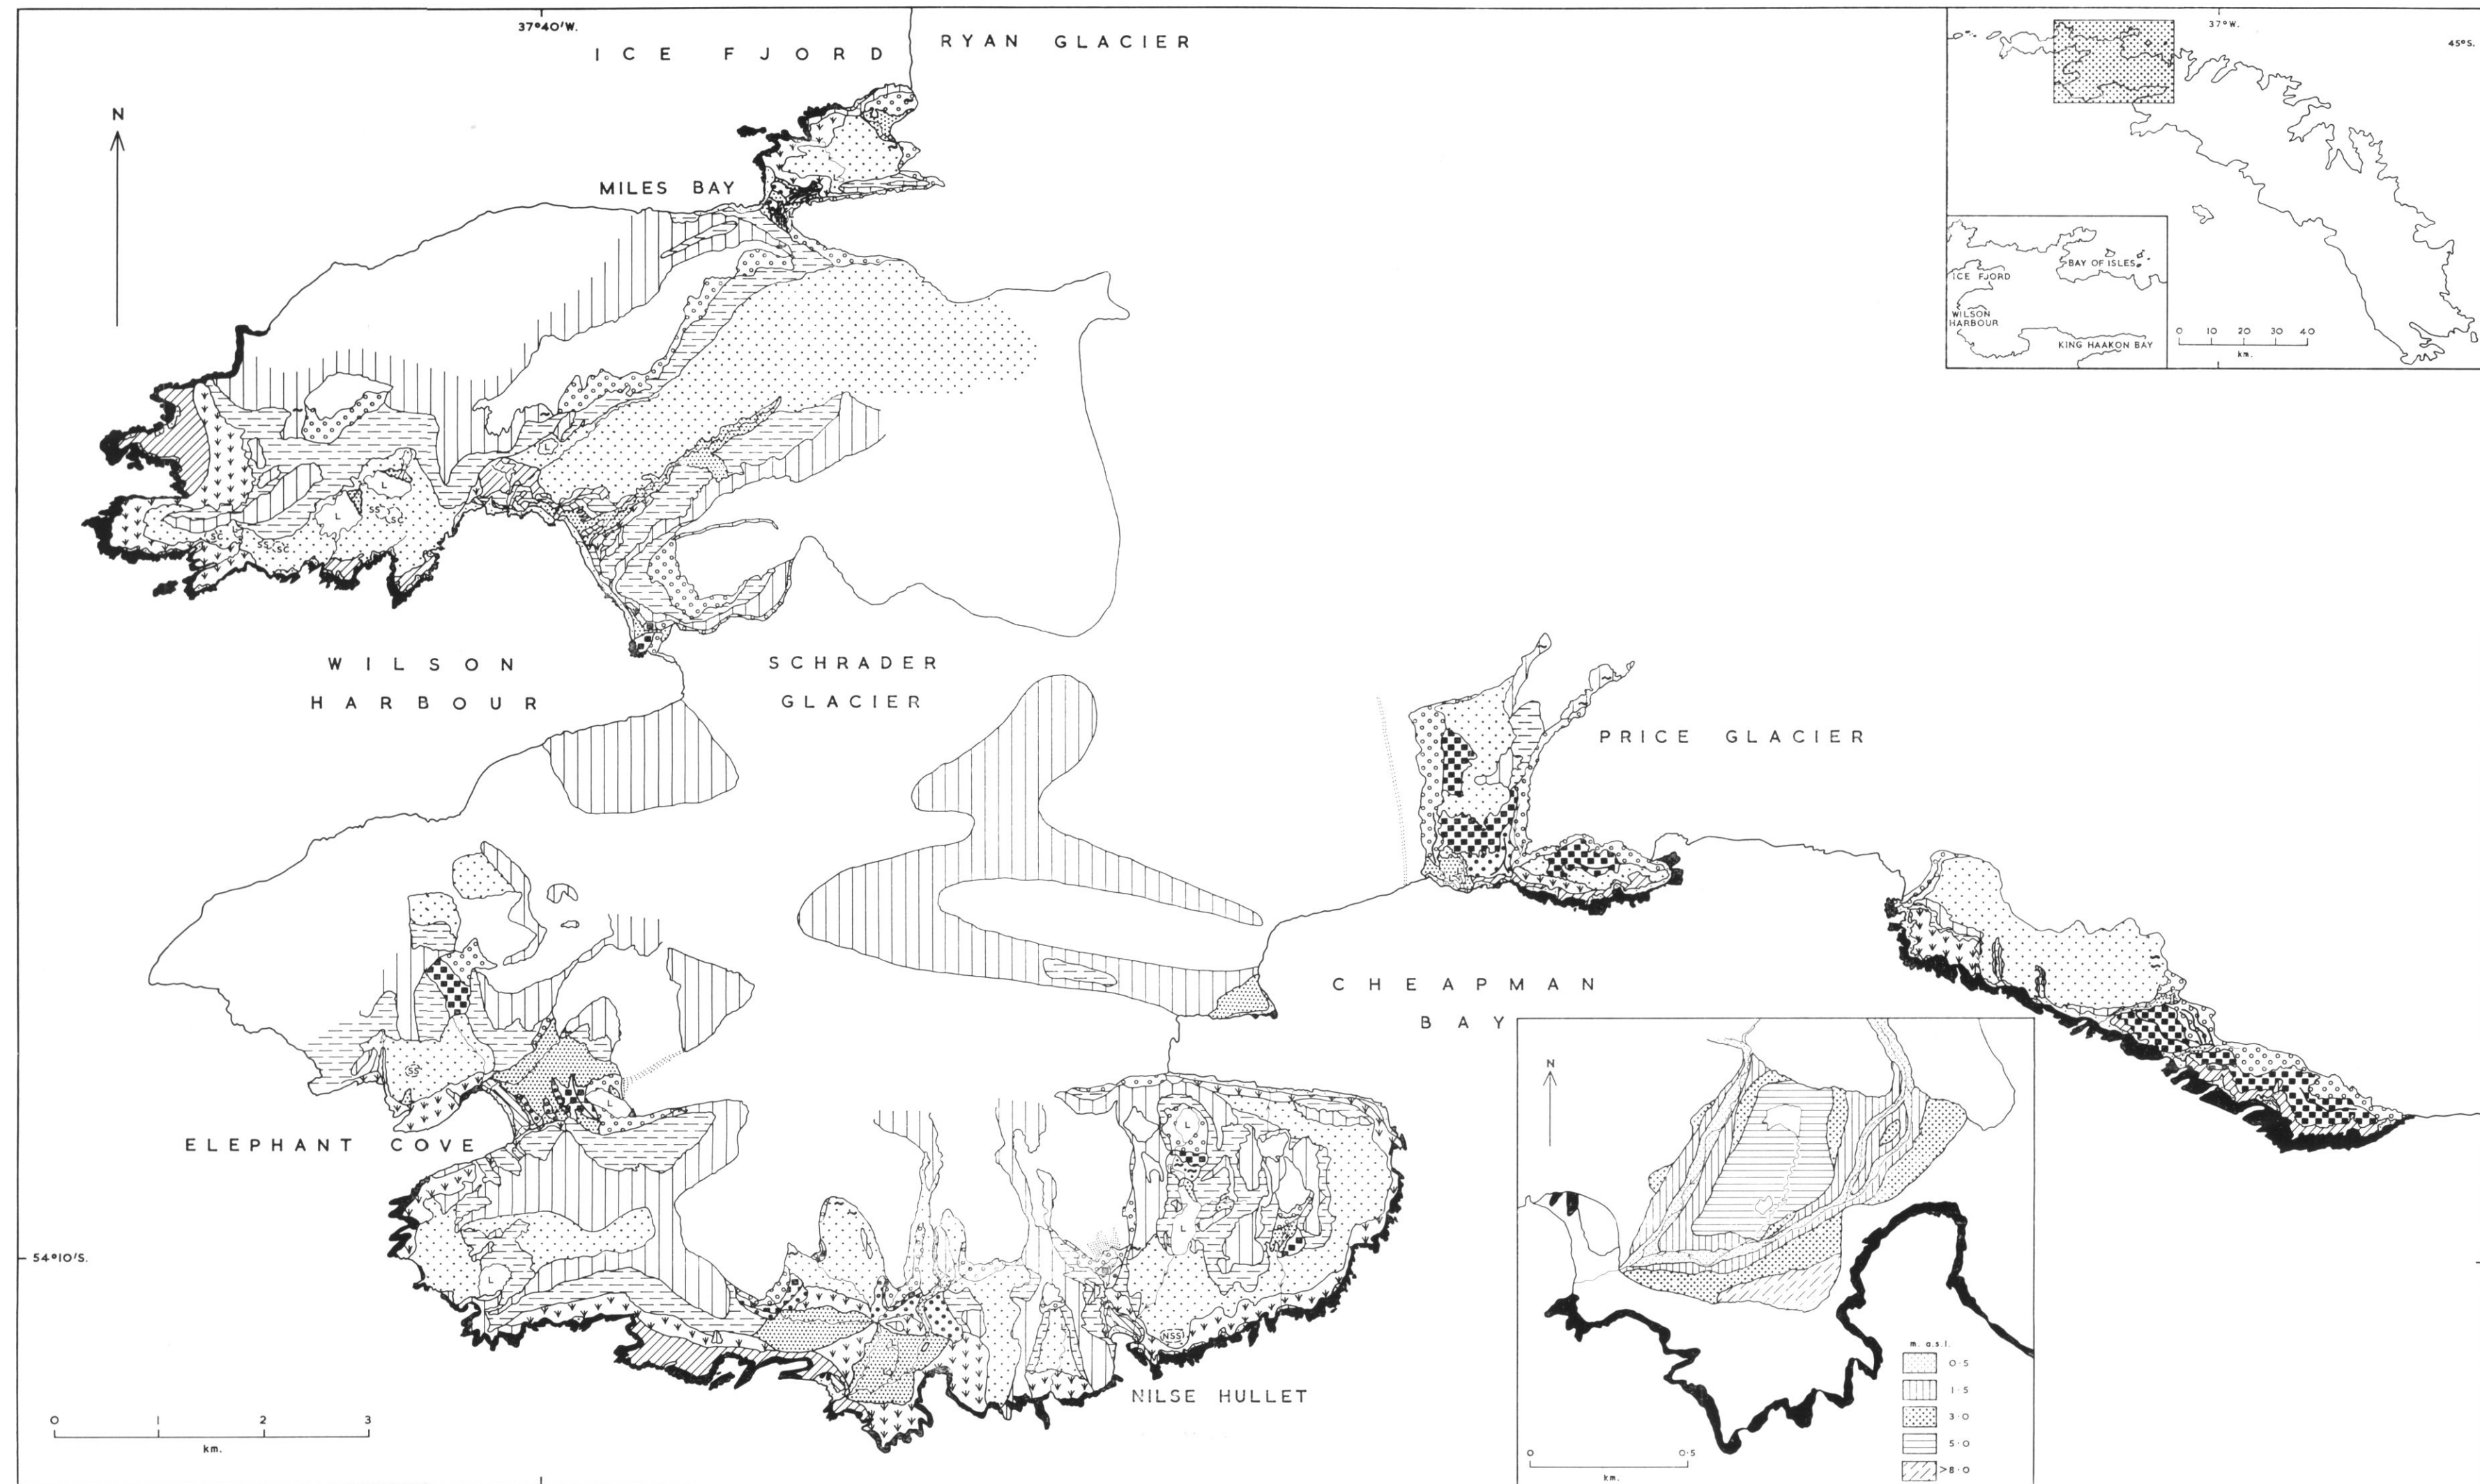 37°40'W.
ICE FJORD
RYAN GLACIER
N
MILES BAY
37°W.
45°S.
BAY OF ISLES
ICE FJORD
WILSON
HARBOUR
KING HAAKON BAY
0 10 20 30 40
km.
L
L
SS
SC
SC
SS
SC
L
WILSON
HARBOUR
SCHRADER
GLACIER
PRICE GLACIER
CHEAPMAN
BAY
SS
L
ELEPHANT COVE
L
L
54°10'S.
L
NSS
L
NILSE HULLET
0 1 2 3
km.
N
m. a.s.l.
0·5
1·5
3·0
5·0
>8·0
0 0·5
km.